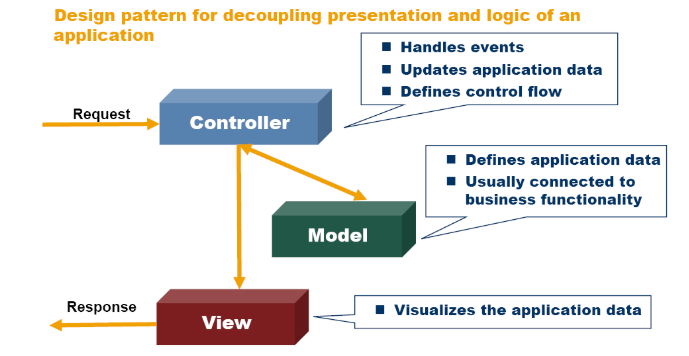 Design pattern for decoupling presentation and logic of an
application
Handles events
Updates application data
Defines control flow
Request
Controller
Defines application data
Usually connected to
business functionality
Model
Response
View
Visualizes the application data